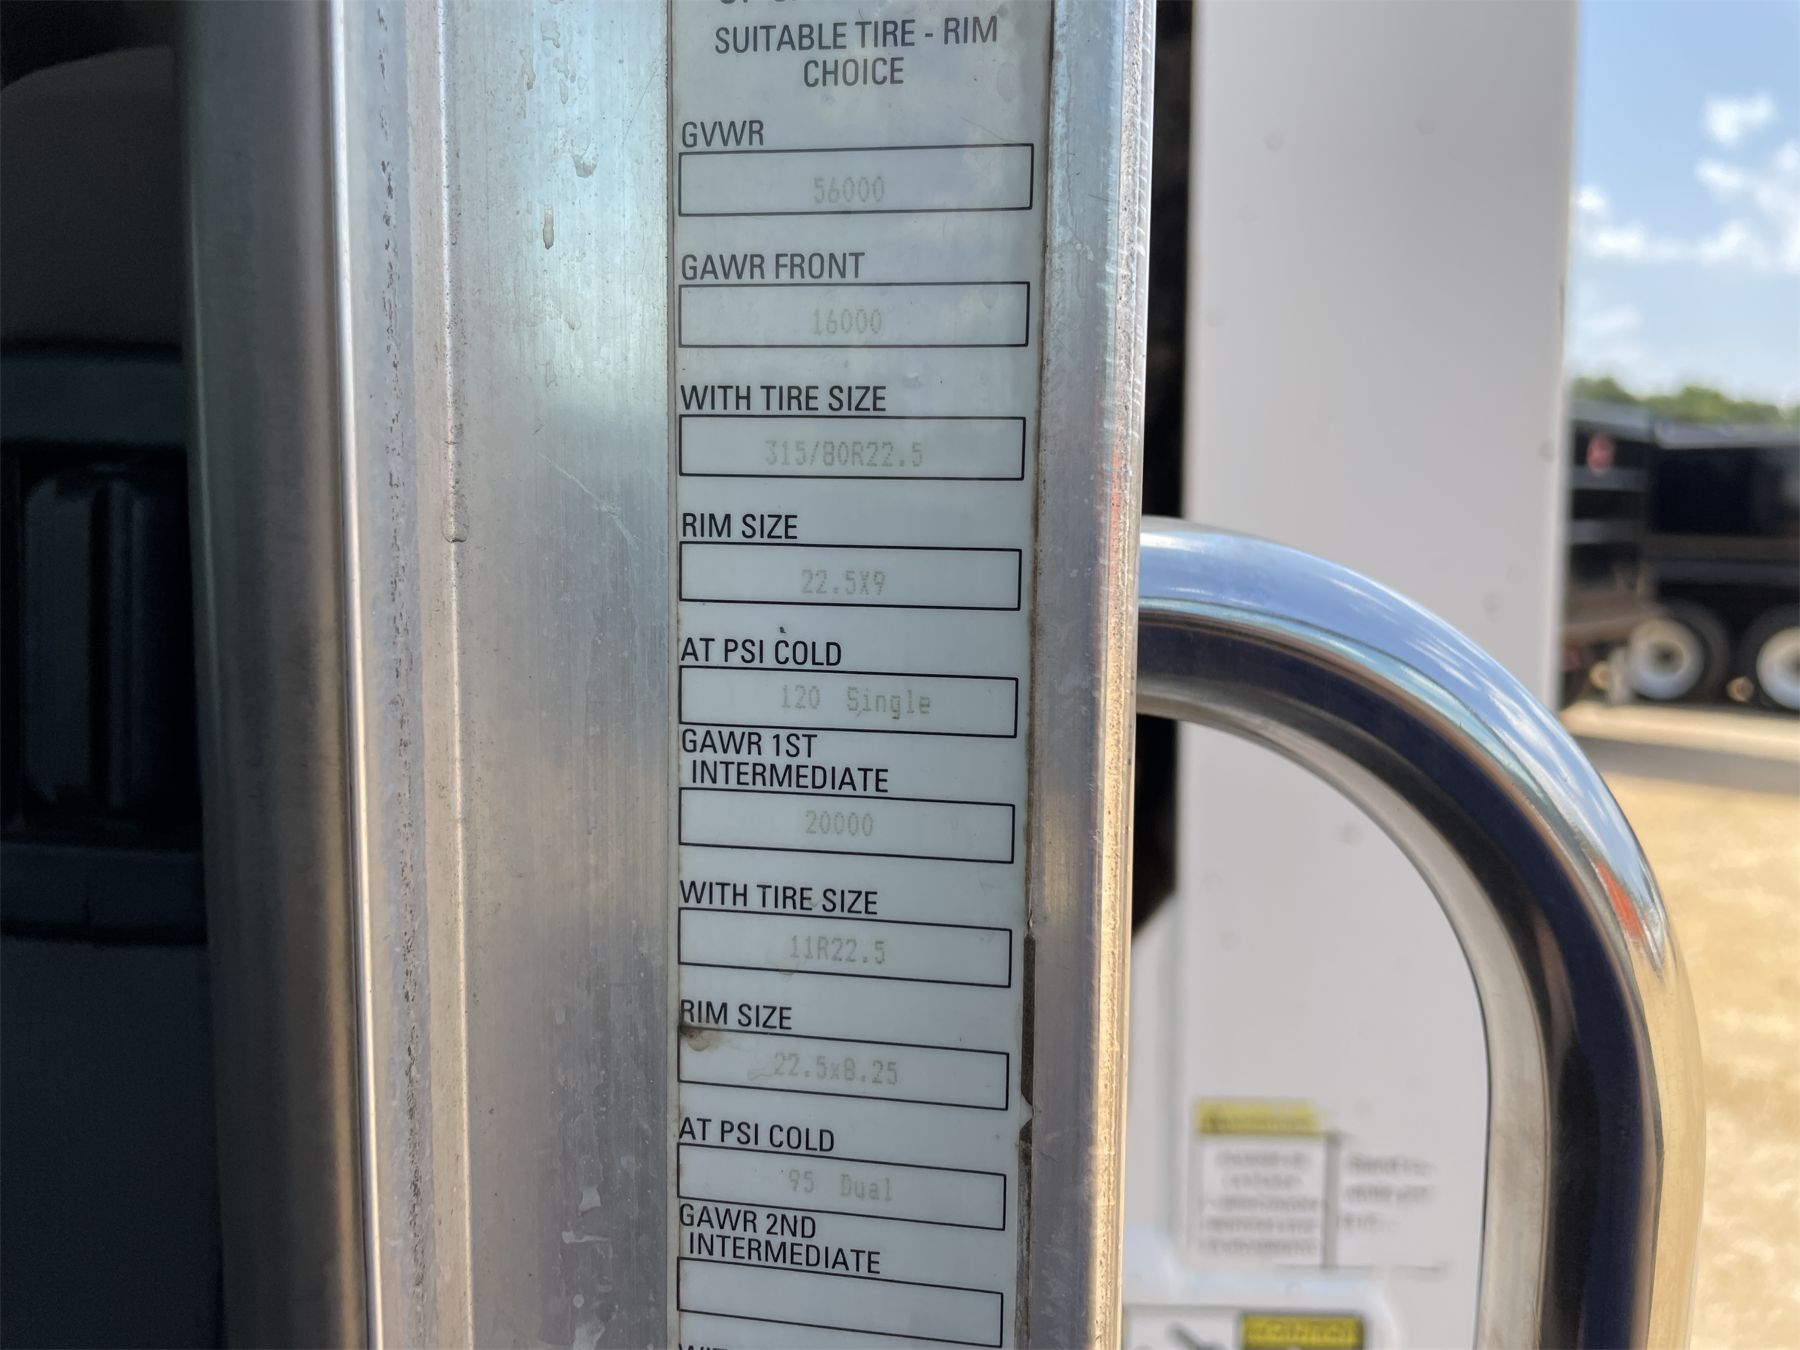 SUITABLE TIRE - RIM
CHOICE
GVWR
56000
GAWR FRONT
16000
WITH TIRE SIZE
315/80R22.5
RIM SIZE
22.5X9
AT PSI COLD
120 Single
GAWR 1ST
INTERMEDIATE
20000
WITH TIRE SIZE
11R22.5
RIM SIZE
22.5x8.25
AT PSI COLD
95 Dual
GAWR 2ND
INTERMEDIATE